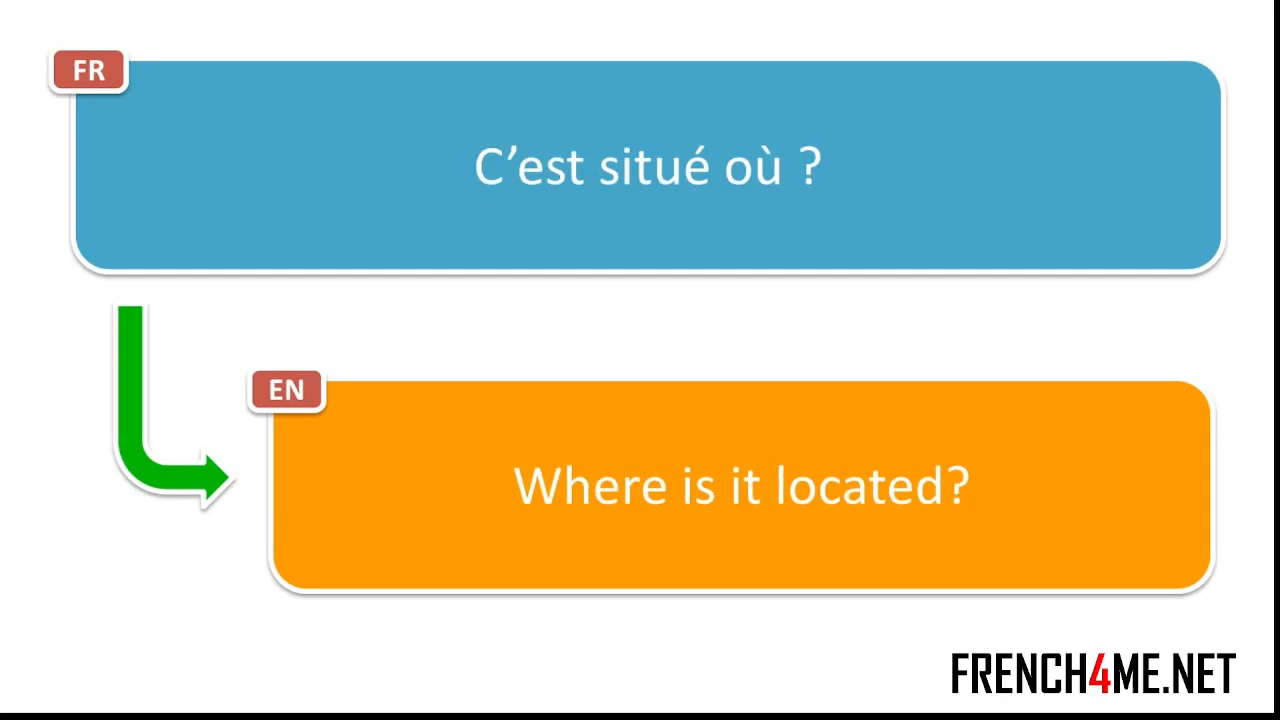 FR
C’est situé où ?
EN
Where is it located?
FRENCH4ME.NET